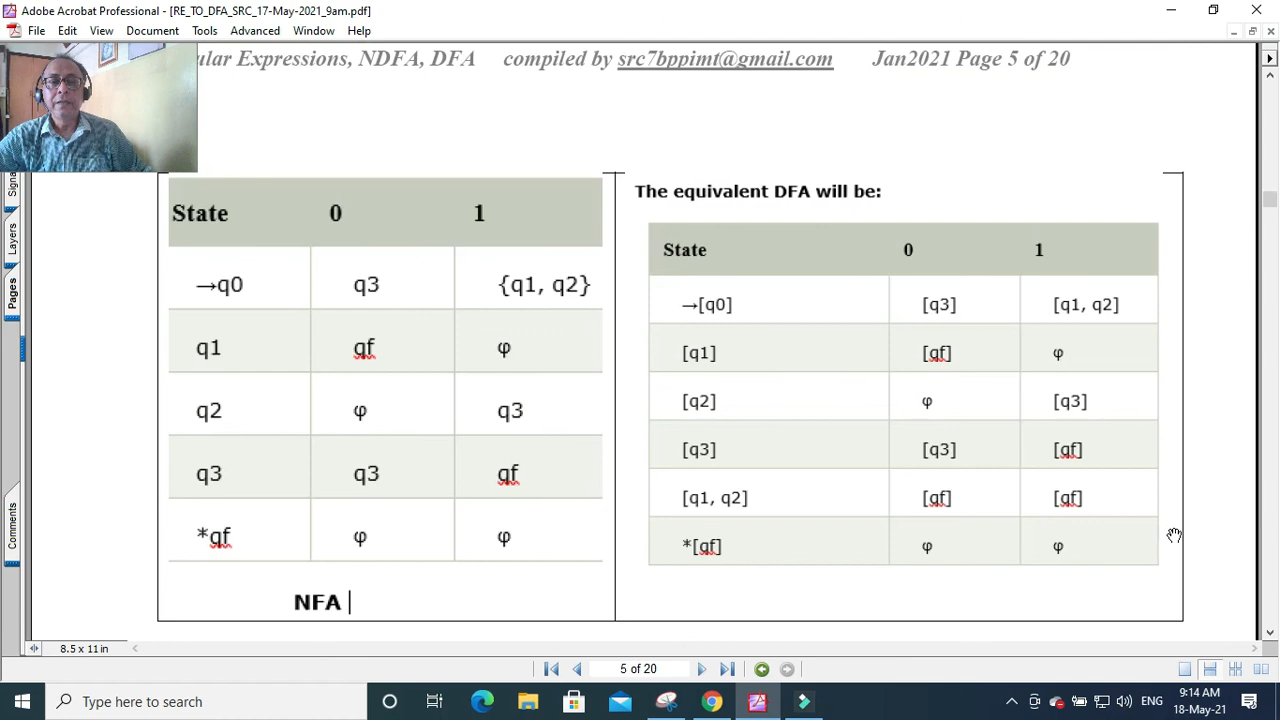 Adobe Acrobat Professional - [RE_TO_DFA_SRC_17-May-2021_9am.pdf]
File Edit View Document Tools Advanced Window Help
ular Expressions, NDFA, DFA compiled by src7bppimt@gmail.com Jan2021 Page 5 of 20
Signa
Layers
Pages
Comments
State 0 1
→q0 q3 {q1, q2}
q1 qf φ
q2 φ q3
q3 q3 qf
*qf φ φ
NFA
The equivalent DFA will be:
State 0 1
→[q0] [q3] [q1, q2]
[q1] [qf] φ
[q2] φ [q3]
[q3] [q3] [qf]
[q1, q2] [qf] [qf]
*[qf] φ φ
8.5 x 11 in
5 of 20
Type here to search
ENG
9:14 AM
18-May-21